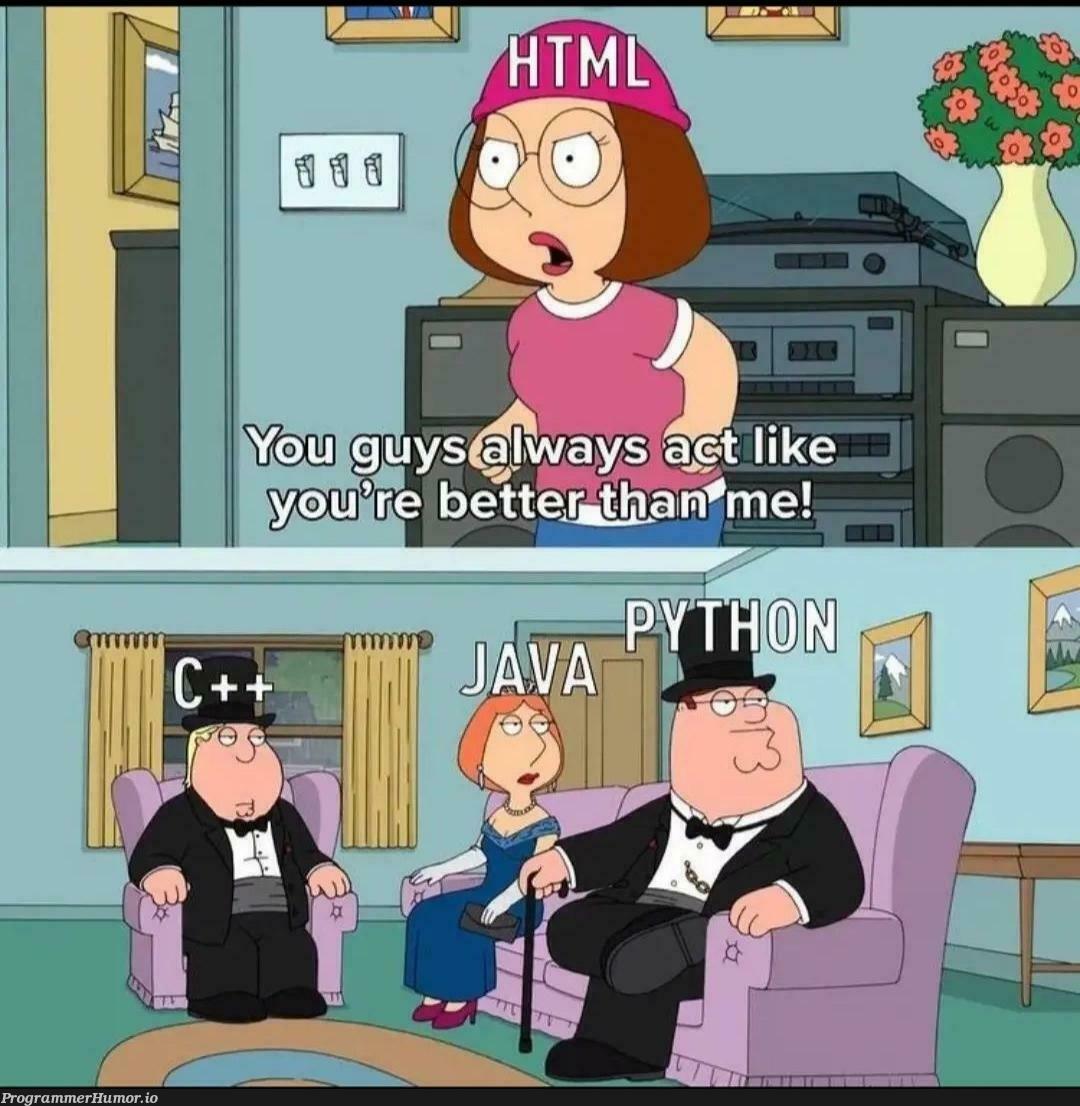 HTML
You guys always act like
you're better than me!
PYTHON
JAVA
C++
ProgrammerHumor.io